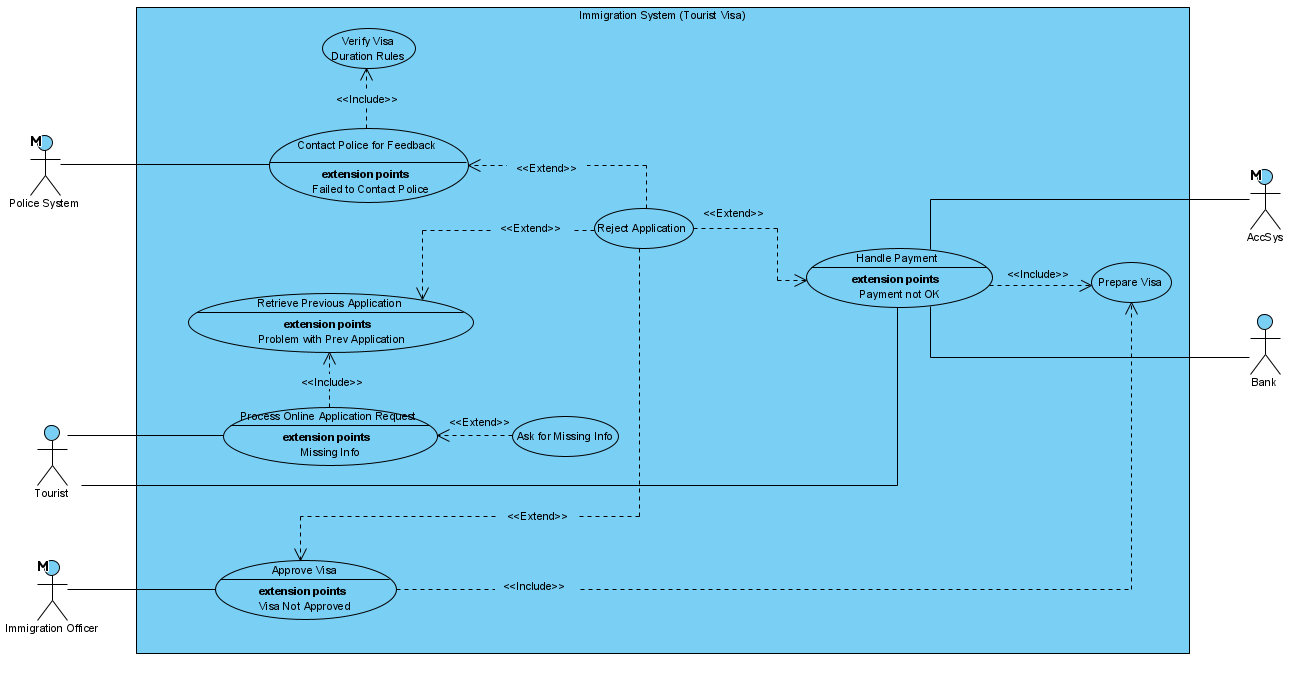 Immigration System (Tourist Visa)
Verify Visa
Duration Rules
<<Include>>
M
Police System
Contact Police for Feedback
extension points
Failed to Contact Police
<<Extend>>
M
AccSys
<<Extend>>
Reject Application
<<Extend>>
Handle Payment
extension points
Payment not OK
<<Include>>
Prepare Visa
Retrieve Previous Application
extension points
Problem with Prev Application
Bank
<<Include>>
Process Online Application Request
extension points
Missing Info
<<Extend>>
Ask for Missing Info
Tourist
<<Extend>>
M
Immigration Officer
Approve Visa
extension points
Visa Not Approved
<<Include>>